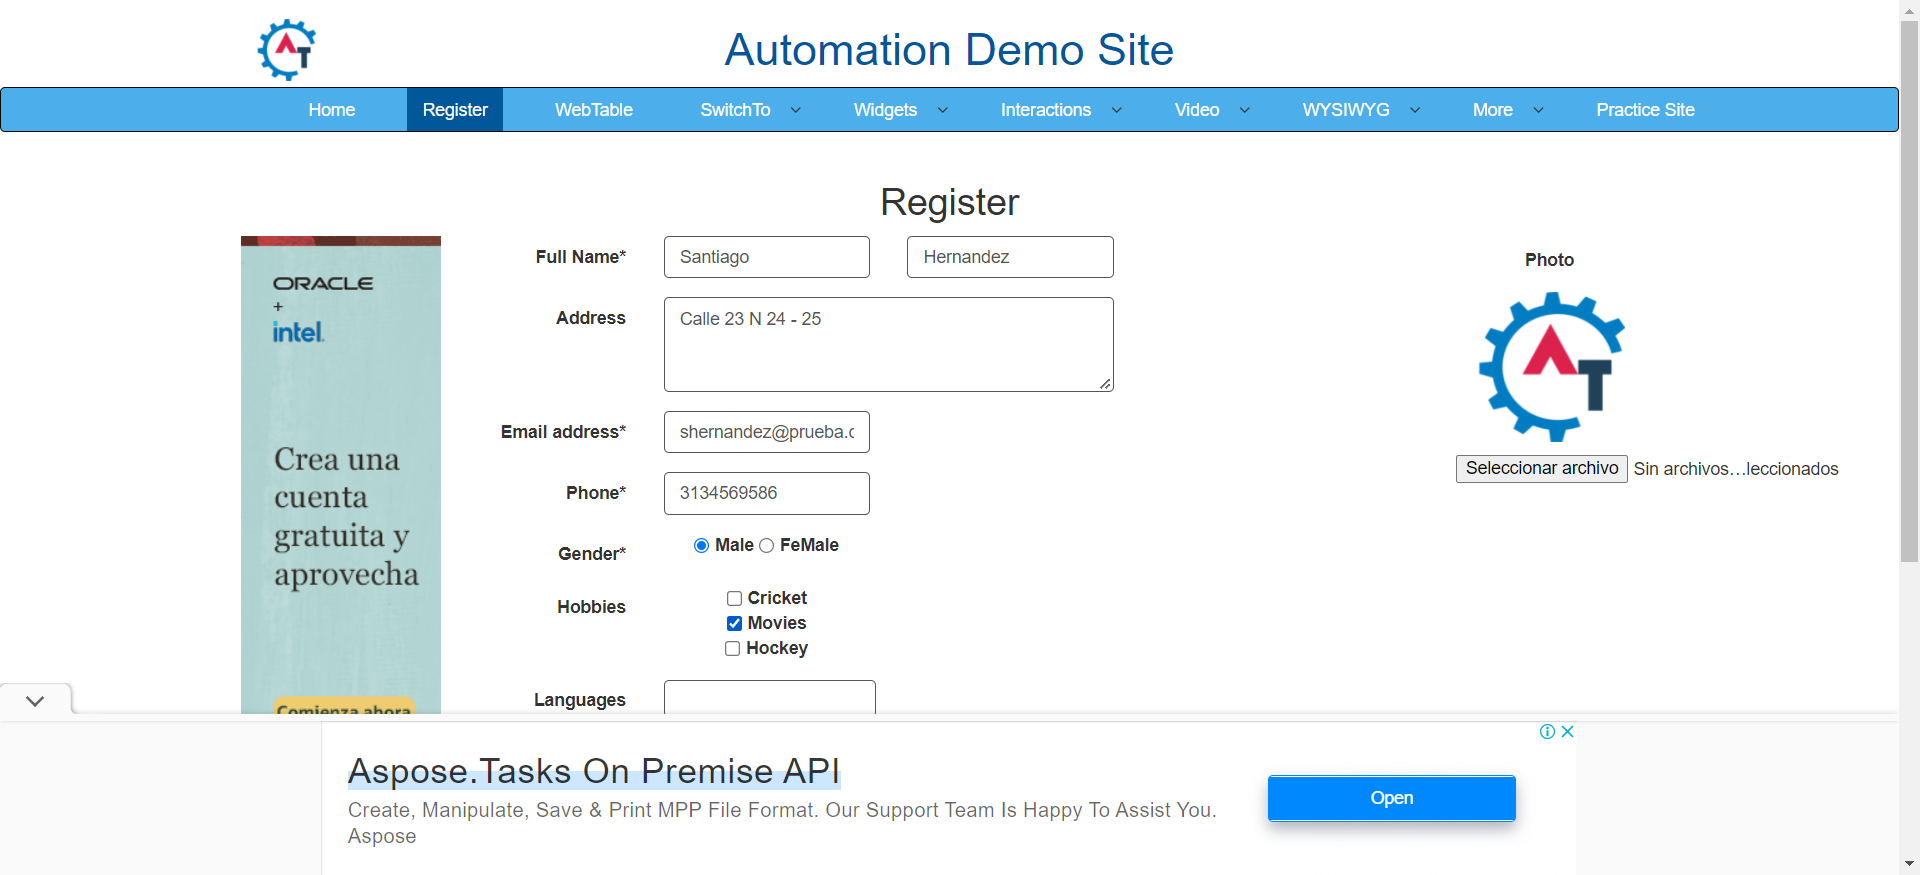 AT
Automation Demo Site
Home Register WebTable SwitchTo Widgets Interactions Video WYSIWYG More Practice Site
Register
ORACLE
+
intel.
Crea una
cuenta
gratuita y
aprovecha
Comienza ahora
Full Name* Santiago Hernandez
Address Calle 23 N 24 - 25
Email address* shernandez@prueba.c
Phone* 3134569586
Gender* Male FeMale
Hobbies Cricket
Movies
Hockey
Languages
Photo
AT
Seleccionar archivo Sin archivos…leccionados
Aspose.Tasks On Premise API
Create, Manipulate, Save & Print MPP File Format. Our Support Team Is Happy To Assist You.
Aspose
Open